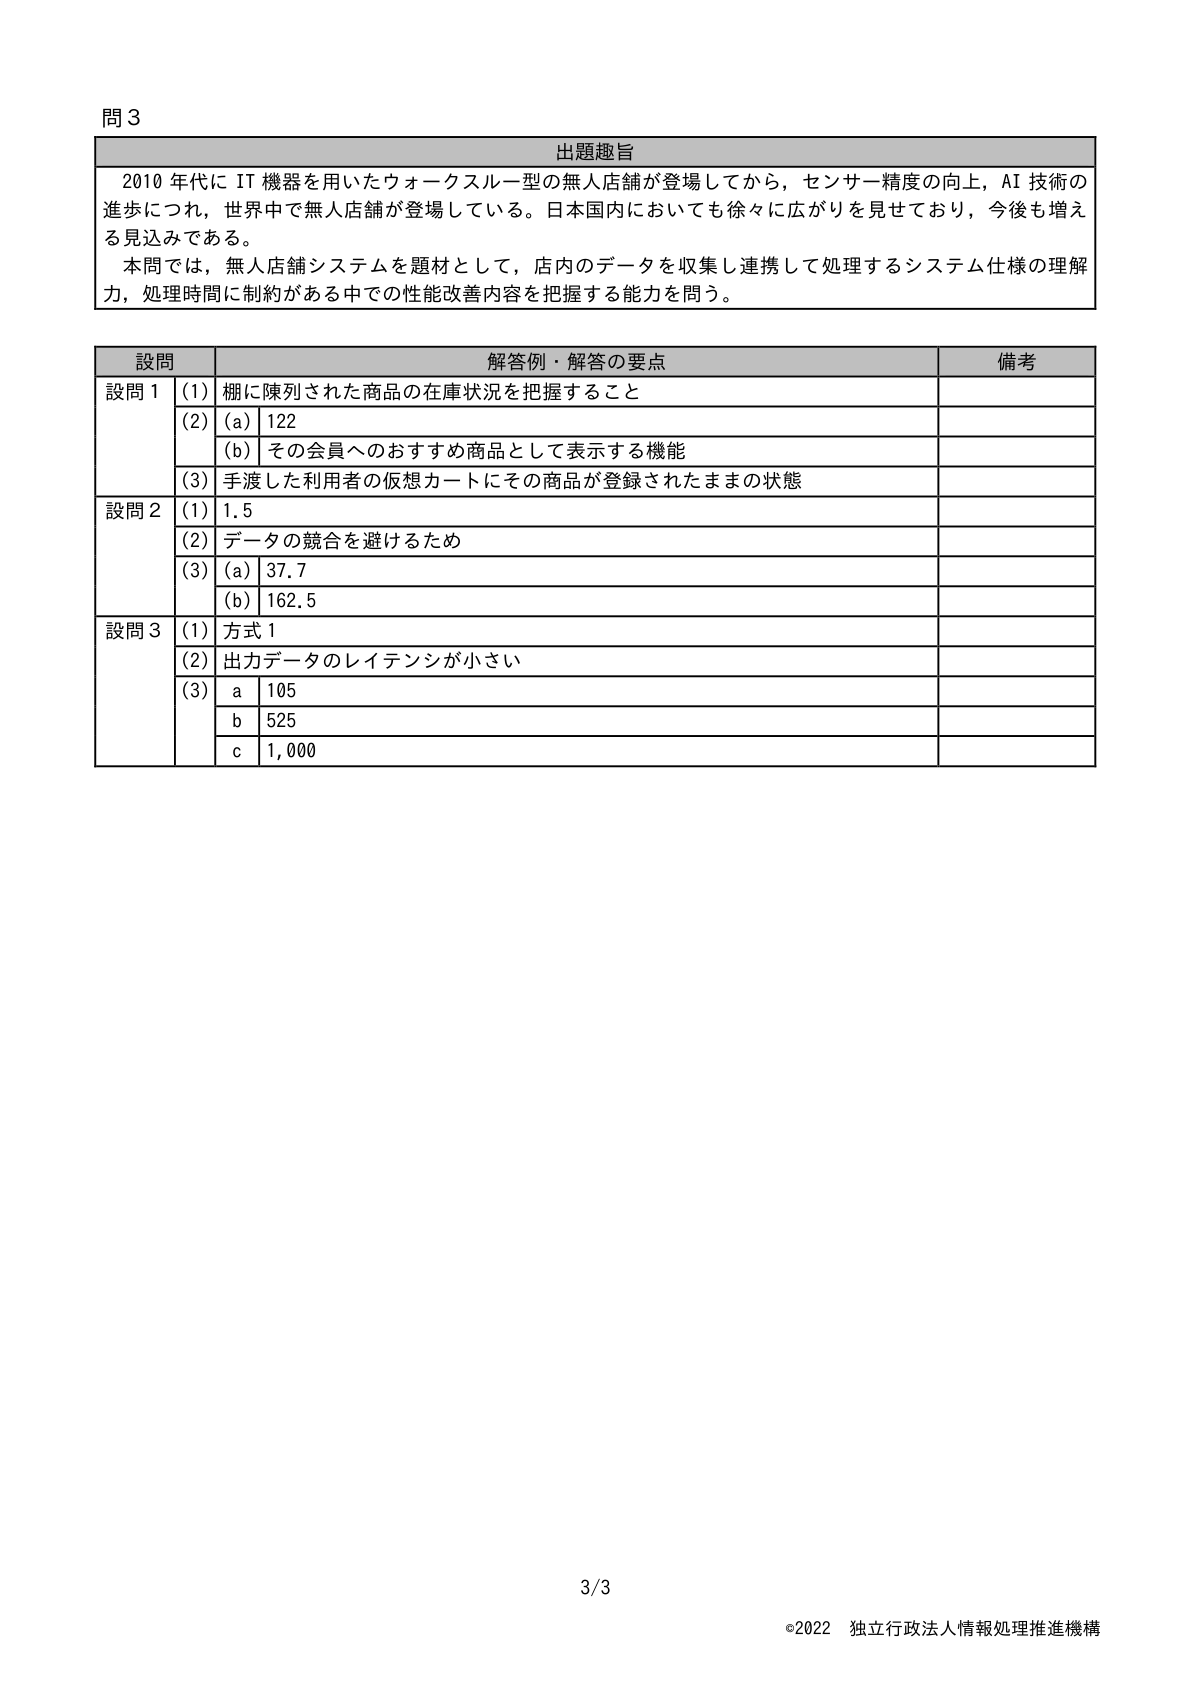 問３
出題趣旨
2010 年代に IT 機器を用いたウォークスルー型の無人店舗が登場してから，センサー精度の向上，AI 技術の
進歩につれ，世界中で無人店舗が登場している。日本国内においても徐々に広がりを見せており，今後も増え
る見込みである。
本問では，無人店舗システムを題材として，店内のデータを収集し連携して処理するシステム仕様の理解
力，処理時間に制約がある中での性能改善内容を把握する能力を問う。
設問 解答例・解答の要点 備考
設問１ (1) 棚に陳列された商品の在庫状況を把握すること
(2) (a) 122
(b) その会員へのおすすめ商品として表示する機能
(3) 手渡した利用者の仮想カートにその商品が登録されたままの状態
設問２ (1) 1.5
(2) データの競合を避けるため
(3) (a) 37.7
(b) 162.5
設問３ (1) 方式１
(2) 出力データのレイテンシが小さい
(3) a 105
b 525
c 1,000
3/3
©2022 独立行政法人情報処理推進機構